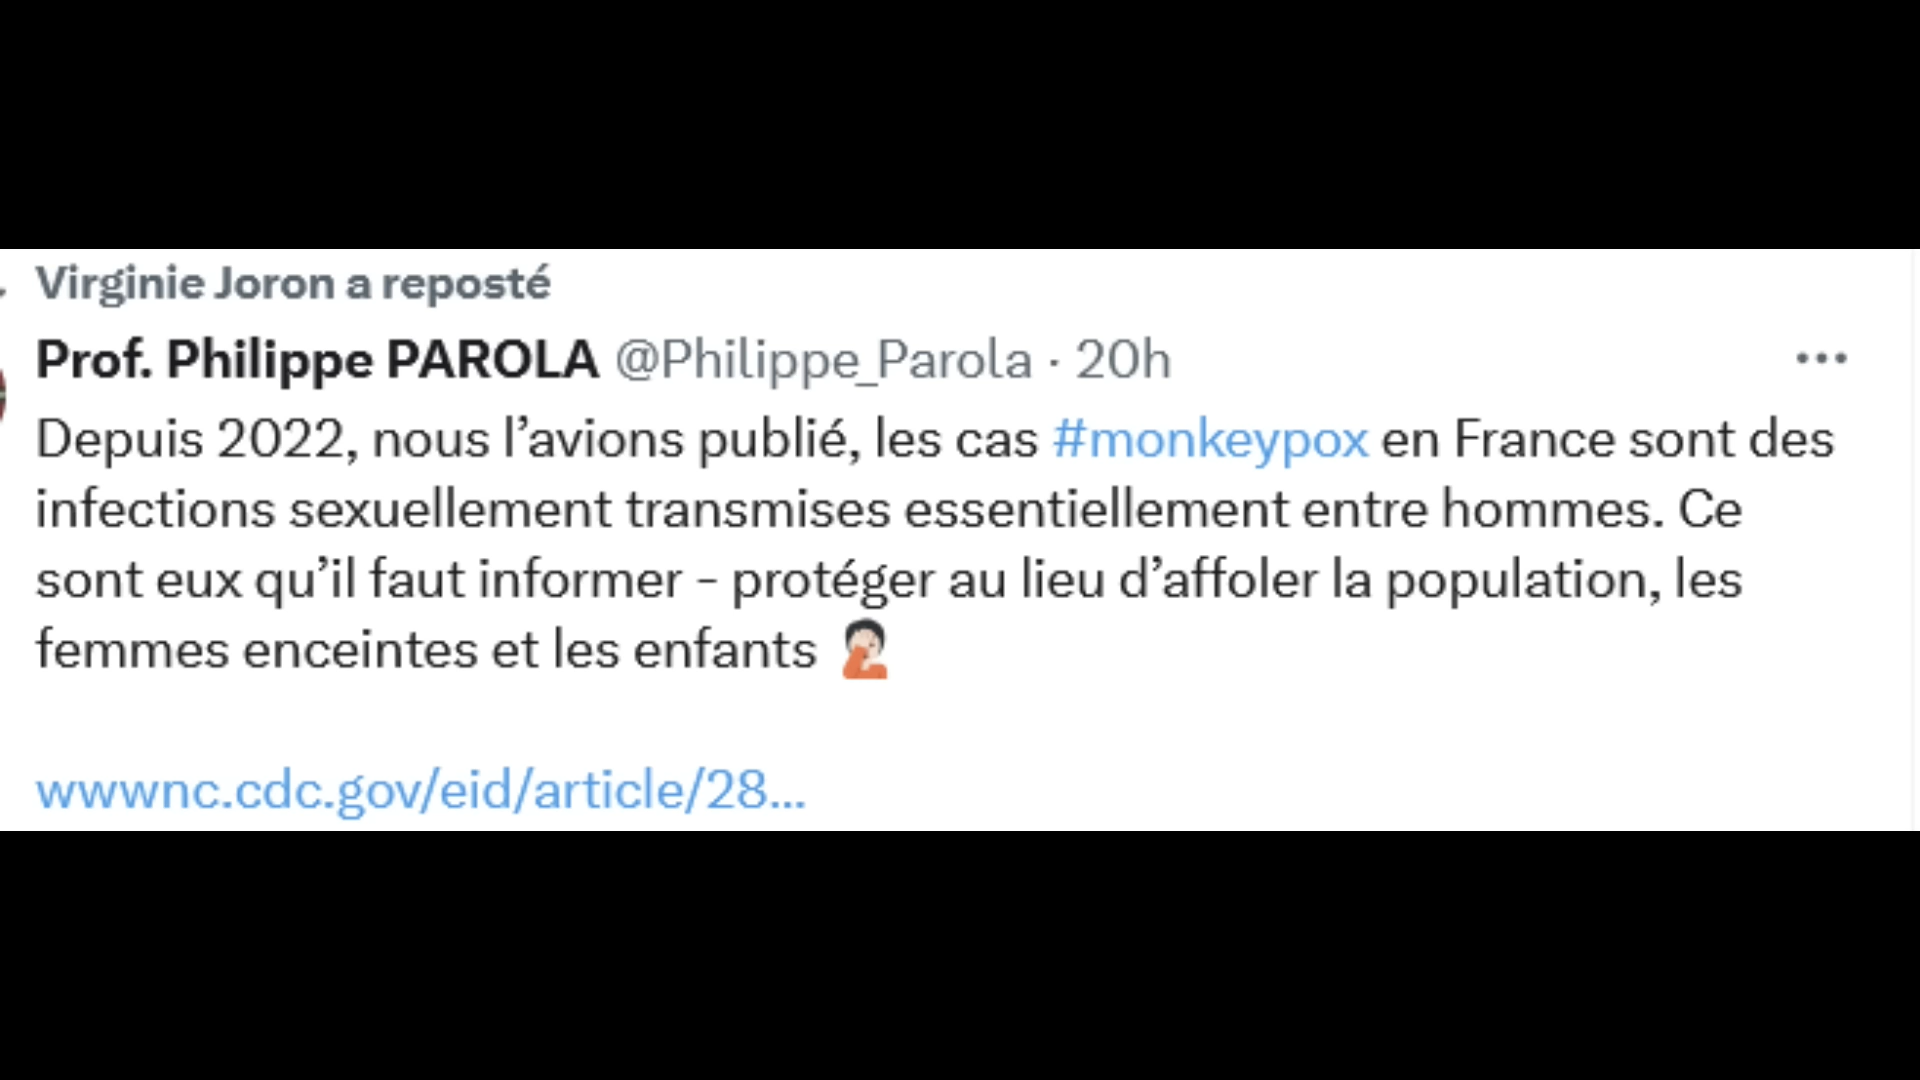 Virginie Joron a reposté
Prof. Philippe PAROLA @Philippe_Parola · 20h
Depuis 2022, nous l’avions publié, les cas #monkeypox en France sont des
infections sexuellement transmises essentiellement entre hommes. Ce
sont eux qu’il faut informer - protéger au lieu d’affoler la population, les
femmes enceintes et les enfants 🤦🏻
wwwnc.cdc.gov/eid/article/28...